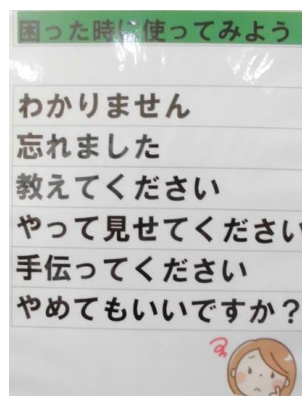 困った時に使ってみよう
わかりません
忘れました
教えてください
やって見せてください
手伝ってください
やめてもいいですか？